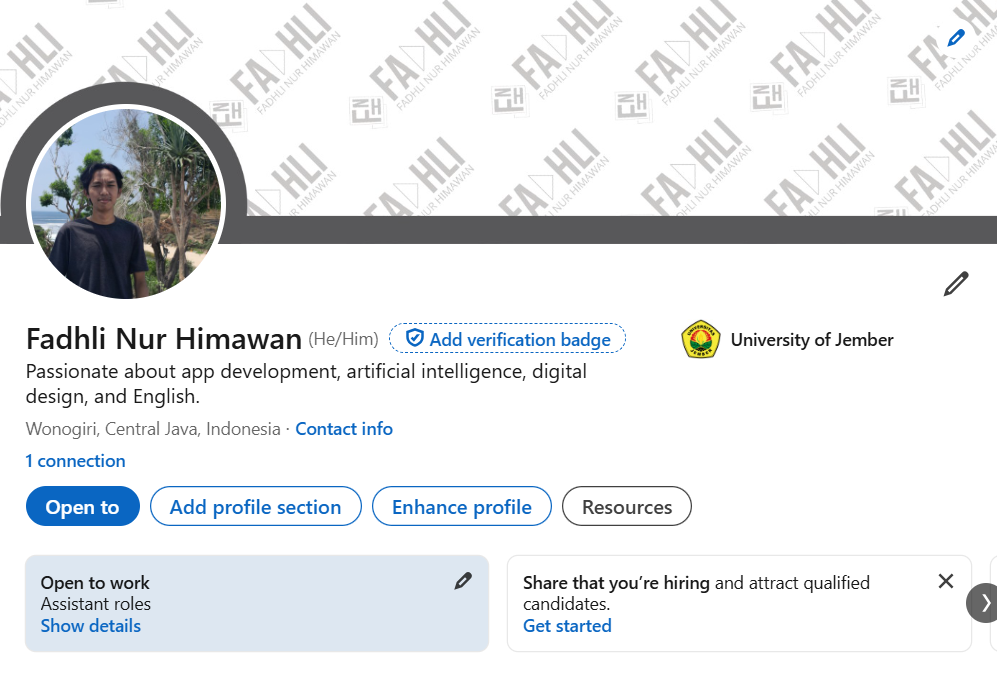 FADHLI
FADHLI NUR HIMAWAN
Fadhli Nur Himawan (He/Him) Add verification badge
UNIVERSITAS JEMBER
University of Jember
Passionate about app development, artificial intelligence, digital
design, and English.
Wonogiri, Central Java, Indonesia · Contact info
1 connection
Open to
Add profile section
Enhance profile
Resources
Open to work
Assistant roles
Show details
Share that you’re hiring and attract qualified
candidates.
Get started